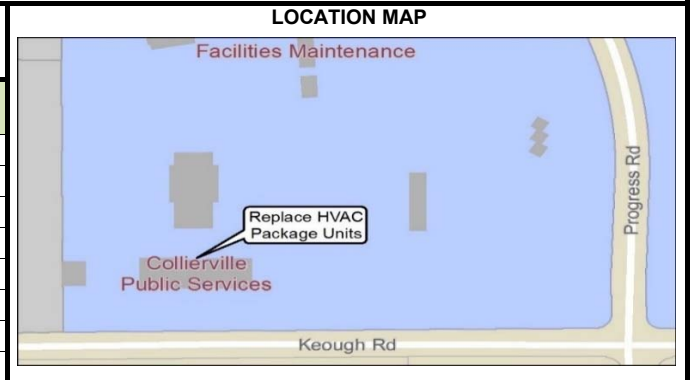 LOCATION MAP
Facilities Maintenance
Progress Rd
Replace HVAC
Package Units
Collierville
Public Services
Keough Rd